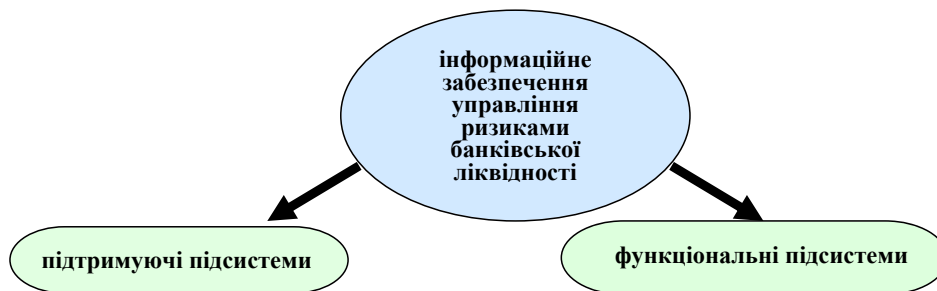 інформаційне
забезпечення
управління
ризиками
банківської
ліквідності
підтримуючі підсистеми
функціональні підсистеми